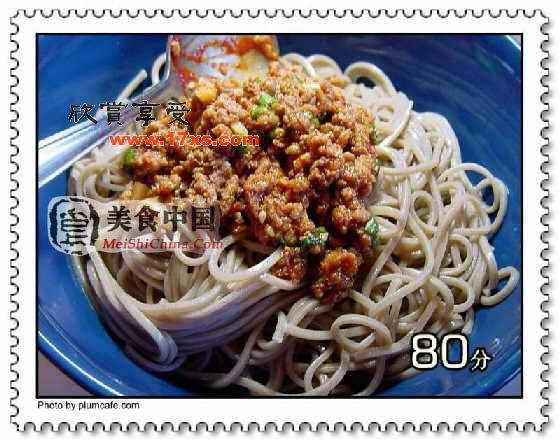 欣赏享受
www.17xs.com
美食中国
MeiShiChina.Com
80分
Photo by plumcafe.com